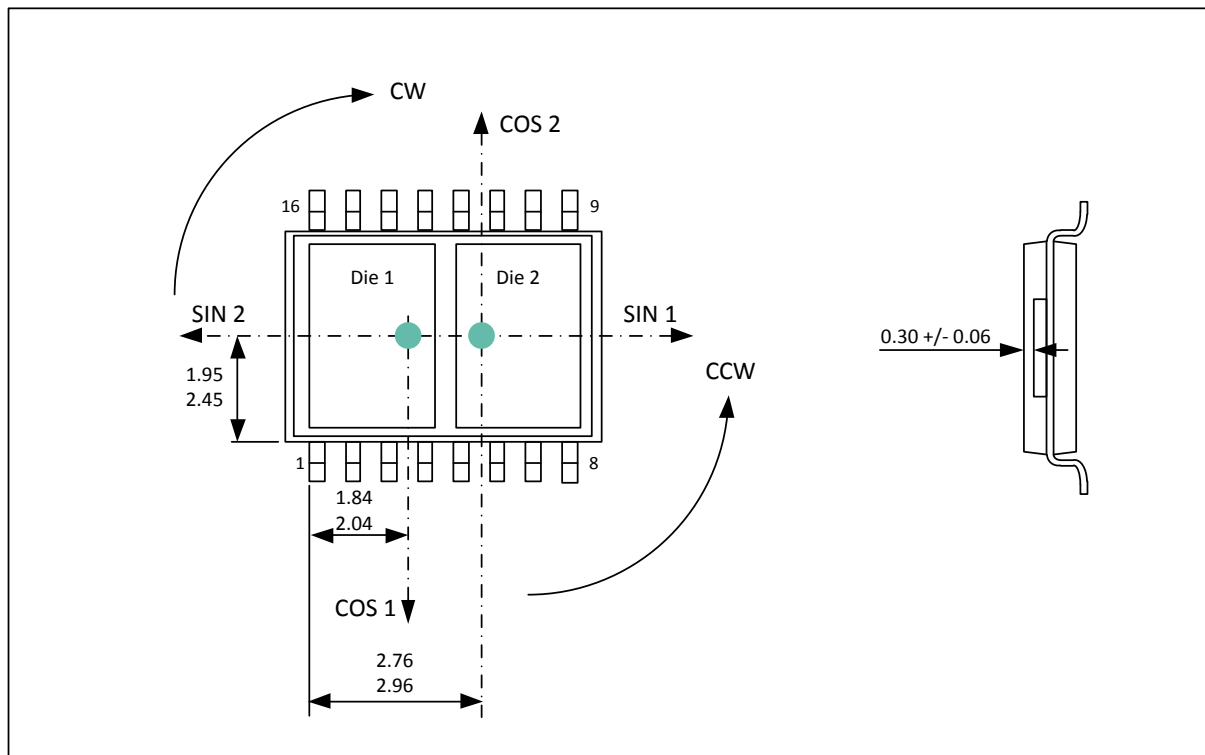 CW
COS 2
16
9
Die 1
Die 2
SIN 2
SIN 1
0.30 +/- 0.06
1.95
2.45
CCW
1
8
1.84
2.04
COS 1
2.76
2.96